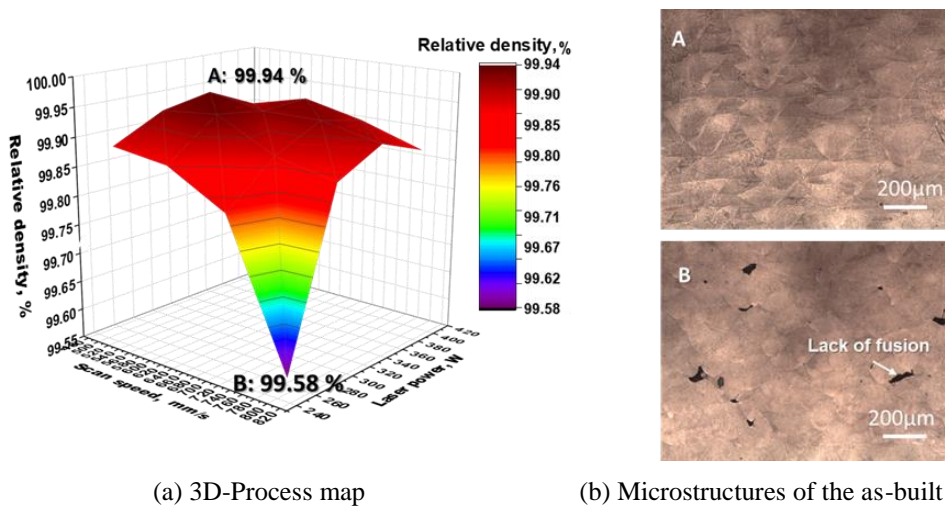 Relative density, %
A: 99.94 %
100.00
99.95
99.90
99.85
99.80
99.75
99.70
99.65
99.60
99.55
Relative density, %
B: 99.58 %
Scan speed, mm/s
820
Laser power, W
240
260
280
300
320
340
360
380
400
420
99.94
99.90
99.85
99.80
99.76
99.71
99.67
99.62
99.58
A
200μm
B
Lack of fusion
200μm
(a) 3D-Process map
(b) Microstructures of the as-built